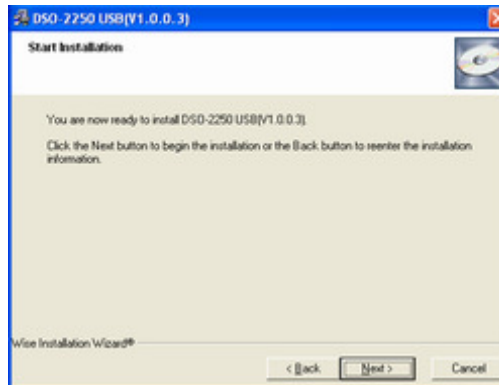 DSO-2250 USB(V1.0.0.3)
Start Installation
You are now ready to install DSO-2250 USB(V1.0.0.3).
Click the Next button to begin the installation or the Back button to reenter the installation
information.
Wise Installation Wizard®
< Back Next > Cancel